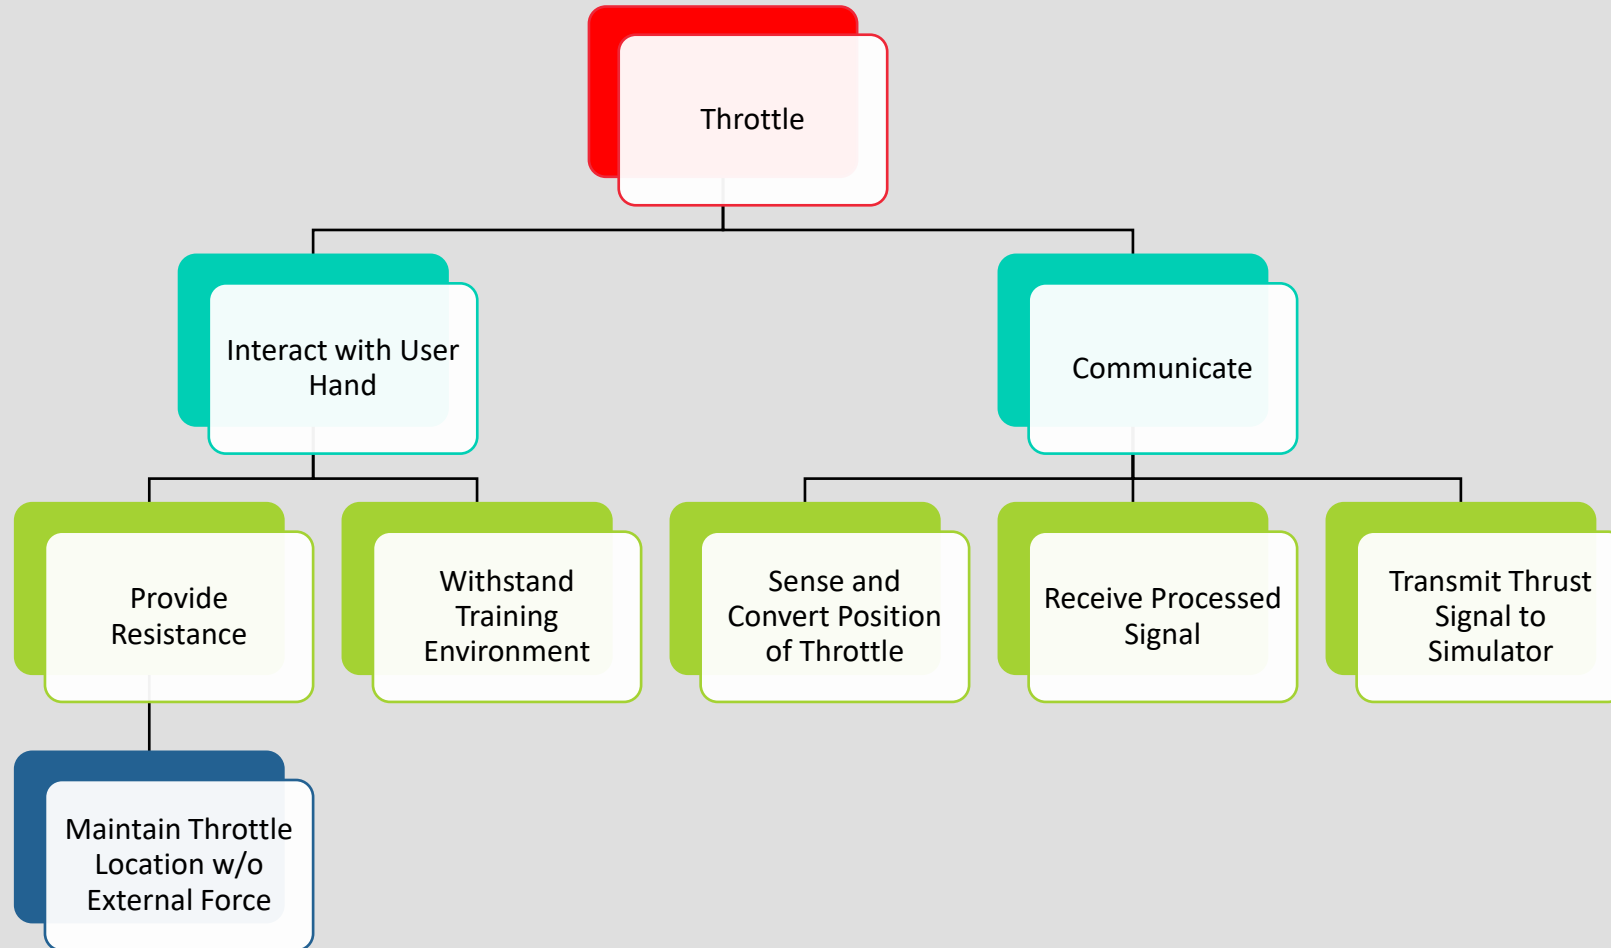 Throttle
Interact with User
Hand
Communicate
Provide
Resistance
Withstand
Training
Environment
Sense and
Convert Position
of Throttle
Receive Processed
Signal
Transmit Thrust
Signal to
Simulator
Maintain Throttle
Location w/o
External Force